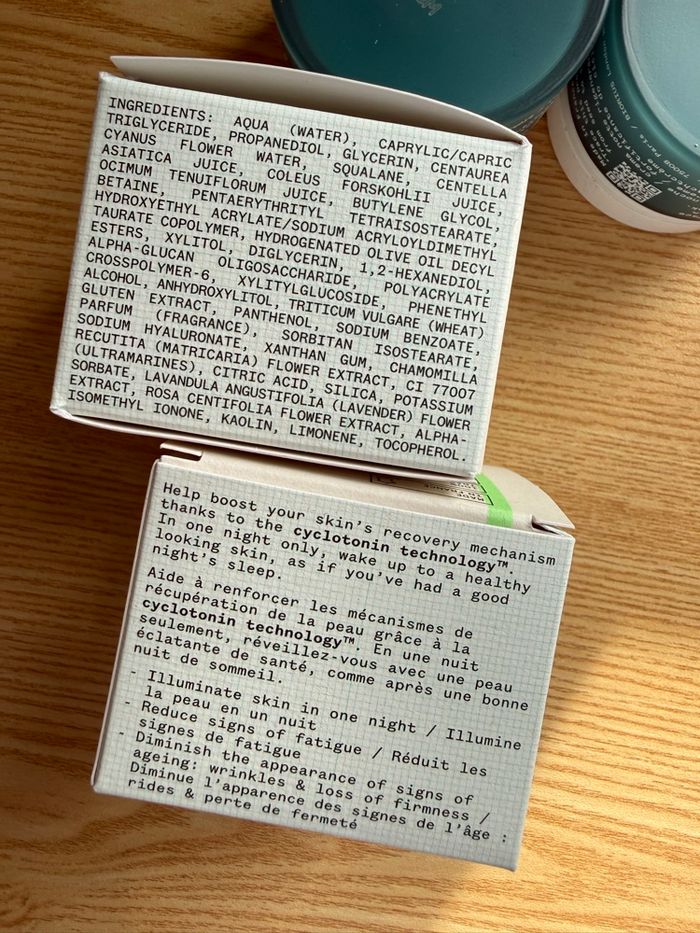 INGREDIENTS: AQUA (WATER), CAPRYLIC/CAPRIC
TRIGLYCERIDE, PROPANEDIOL, GLYCERIN, CENTAUREA
CYANUS FLOWER WATER, SQUALANE, CENTELLA
ASIATICA JUICE, COLEUS FORSKOHLII JUICE,
OCIMUM TENUIFLORUM JUICE, BUTYLENE GLYCOL,
BETAINE, PENTAERYTHRITYL TETRAISOSTEARATE,
HYDROXYETHYL ACRYLATE/SODIUM ACRYLOYLDIMETHYL
TAURATE COPOLYMER, HYDROGENATED OLIVE OIL DECYL
ESTERS, XYLITOL, DIGLYCERIN, 1,2-HEXANEDIOL,
ALPHA-GLUCAN OLIGOSACCHARIDE, POLYACRYLATE
CROSSPOLYMER-6, XYLITYLGLUCOSIDE, PHENETHYL
ALCOHOL, ANHYDROXYLITOL, TRITICUM VULGARE (WHEAT)
GLUTEN EXTRACT, PANTHENOL, SODIUM BENZOATE,
PARFUM (FRAGRANCE), SORBITAN ISOSTEARATE,
SODIUM HYALURONATE, XANTHAN GUM, CHAMOMILLA
RECUTITA (MATRICARIA) FLOWER EXTRACT, CI 77007
(ULTRAMARINES), CITRIC ACID, SILICA, POTASSIUM
SORBATE, LAVANDULA ANGUSTIFOLIA (LAVENDER) FLOWER
EXTRACT, ROSA CENTIFOLIA FLOWER EXTRACT, ALPHA-
ISOMETHYL IONONE, KAOLIN, LIMONENE, TOCOPHEROL.
Help boost your skin's recovery mechanism
thanks to the cyclotonin technology™.
In one night only, wake up to a healthy
looking skin, as if you've had a good
night's sleep.
Aide à renforcer les mécanismes de
récupération de la peau grâce à la
cyclotonin technology™. En une nuit
seulement, réveillez-vous avec une peau
éclatante de santé, comme après une bonne
nuit de sommeil.
- Illuminate skin in one night / Illumine
la peau en un nuit
- Reduce signs of fatigue / Réduit les
signes de fatigue
- Diminish the appearance of signs of
ageing: wrinkles & loss of firmness /
Diminue l'apparence des signes de l'âge :
rides & perte de fermeté